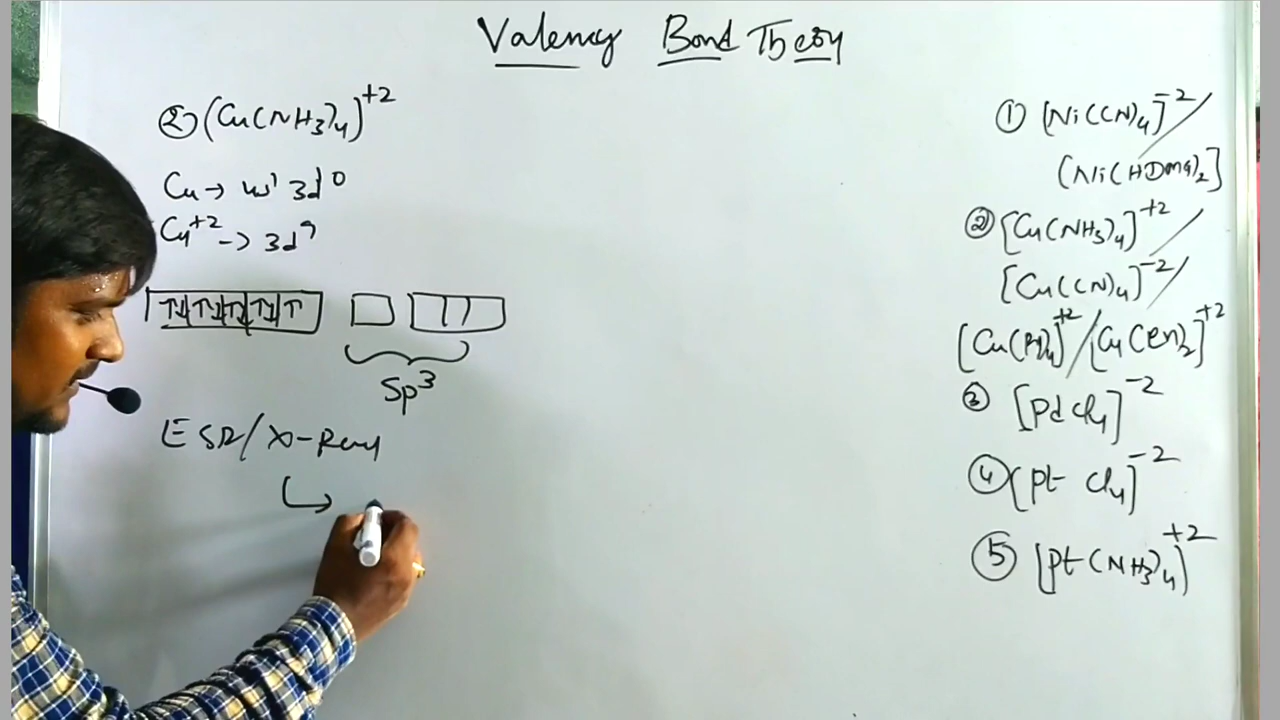 Valency Bond Theory
② (Cu(NH3)4)+2
Cu → 4s1 3d10
Cu+2 -> 3d9
↑↓ ↑↓ ↑↓ ↑↓ ↑
Sp3
ESR/X-Ray
① [Ni(CN)4]-2/
[Ni(HDMG)2]
② [Cu(NH3)4]+2/
[Cu(CN)4]-2/
[Cu(Py)4]+2/[Cu(en)2]+2
③ [PdCl4]-2
④ [Pt Cl4]-2
⑤ [Pt(NH3)4]+2